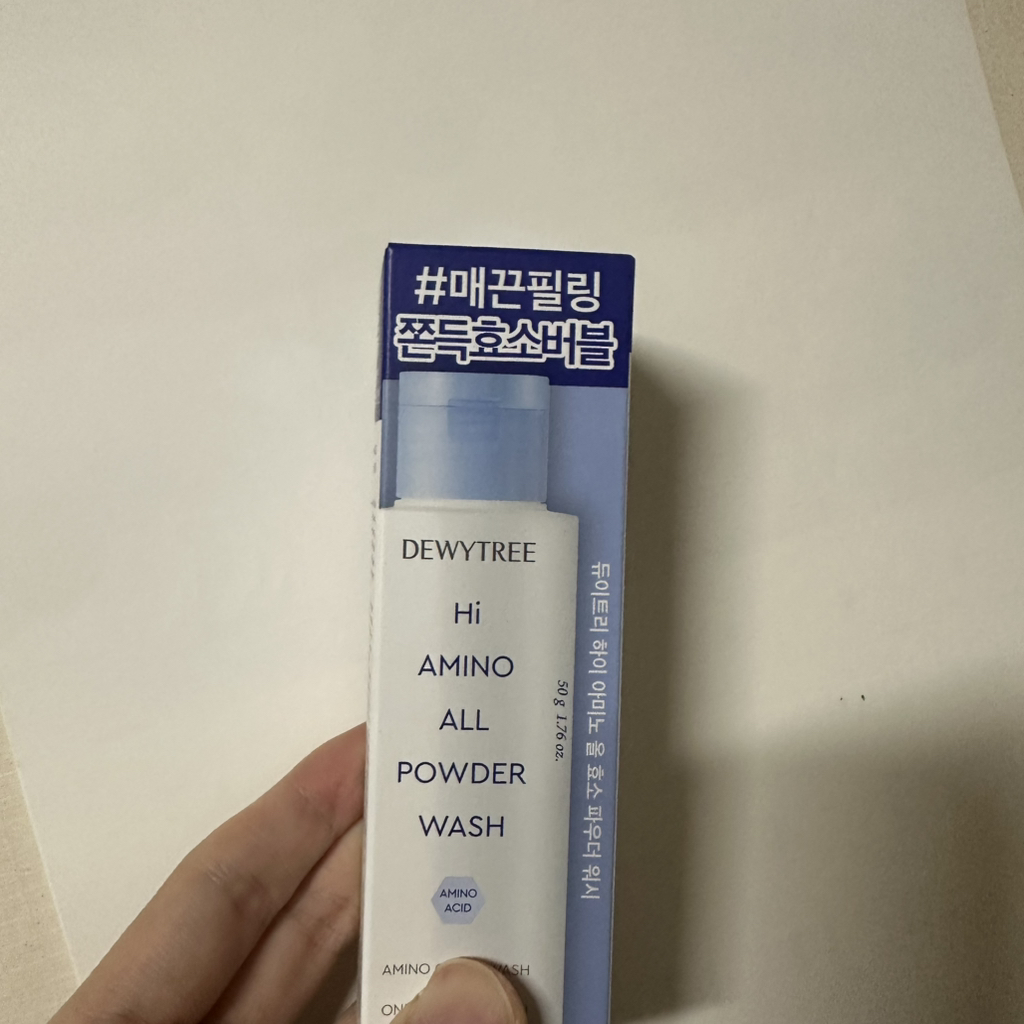 #매끈필링
쫀득효소버블
DEWYTREE
Hi
AMINO
ALL
POWDER
WASH
50 g 1.76 oz.
듀이트리 하이 아미노 올 효소 파우더 워시
AMINO
ACID
AMINO